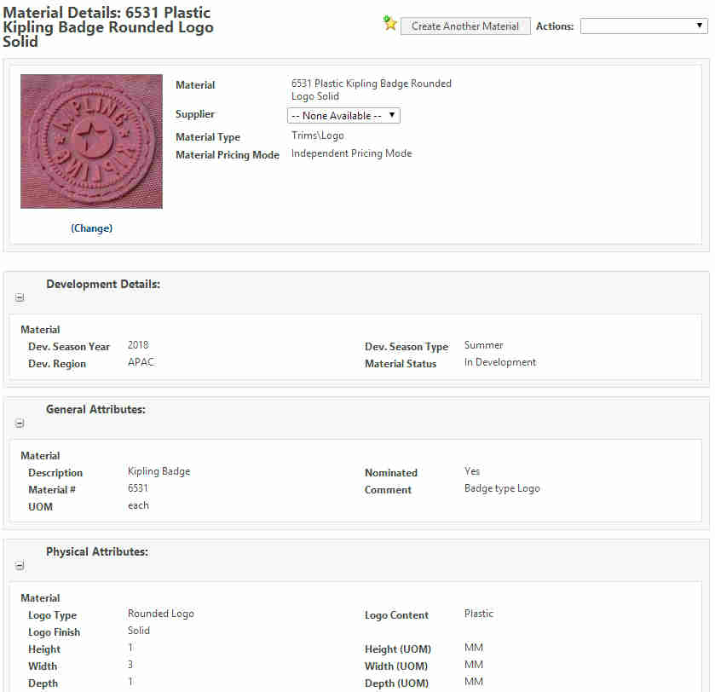 Material Details: 6531 Plastic
Kipling Badge Rounded Logo
Solid
Create Another Material Actions:
KIPLING KIPLING
Material 6531 Plastic Kipling Badge Rounded
Logo Solid
Supplier -- None Available --
Material Type Trims\Logo
Material Pricing Mode Independent Pricing Mode
(Change)
Development Details:
Material
Dev. Season Year 2018 Dev. Season Type Summer
Dev. Region APAC Material Status In Development
General Attributes:
Material
Description Kipling Badge Nominated Yes
Material # 6531 Comment Badge type Logo
UOM each
Physical Attributes:
Material
Logo Type Rounded Logo Logo Content Plastic
Logo Finish Solid
Height 1 Height (UOM) MM
Width 3 Width (UOM) MM
Depth 1 Depth (UOM) MM